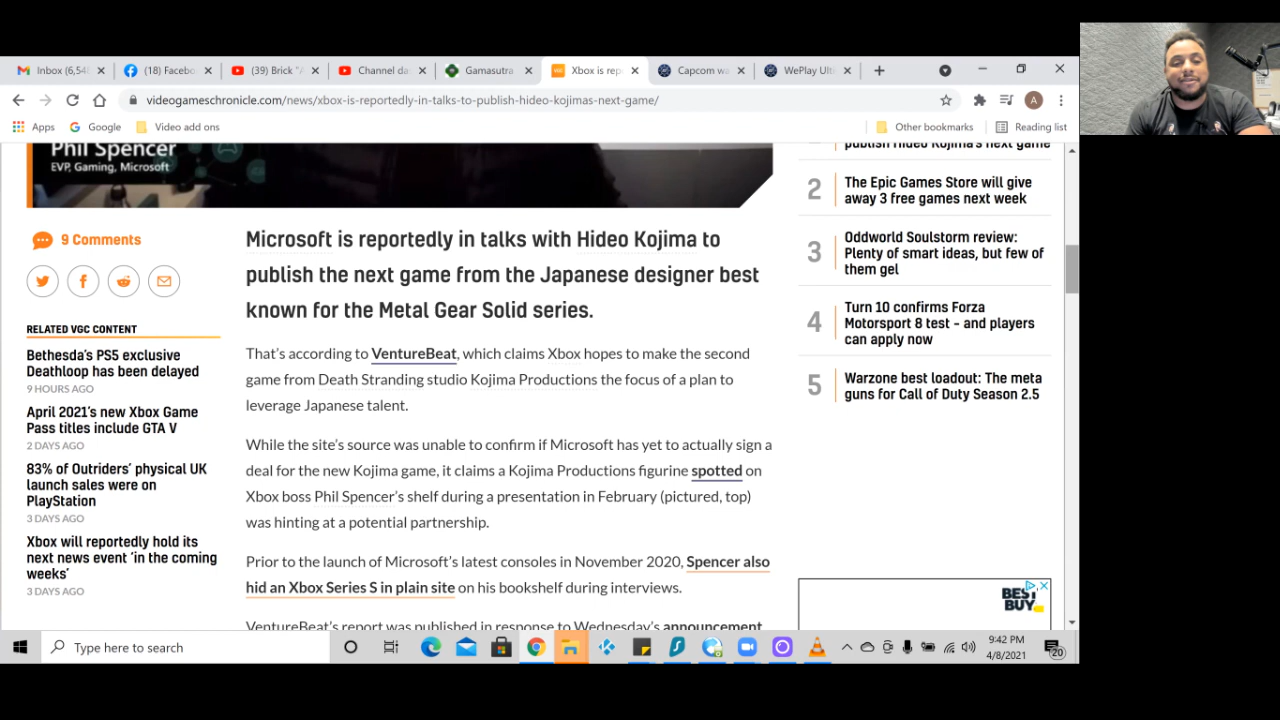 Inbox (6,54
(18) Facebo
(39) Brick "A
Channel da
Gamasutra
Xbox is rep
Capcom wa
WePlay Ult
videogameschronicle.com/news/xbox-is-reportedly-in-talks-to-publish-hideo-kojimas-next-game/
A
Apps
Google
Video add ons
Other bookmarks
Reading list
Phil Spencer
EVP, Gaming, Microsoft
9 Comments
RELATED VGC CONTENT
Bethesda's PS5 exclusive
Deathloop has been delayed
9 HOURS AGO
April 2021's new Xbox Game
Pass titles include GTA V
2 DAYS AGO
83% of Outriders' physical UK
launch sales were on
PlayStation
3 DAYS AGO
Xbox will reportedly hold its
next news event 'in the coming
weeks'
3 DAYS AGO
Microsoft is reportedly in talks with Hideo Kojima to
publish the next game from the Japanese designer best
known for the Metal Gear Solid series.
That's according to VentureBeat, which claims Xbox hopes to make the second
game from Death Stranding studio Kojima Productions the focus of a plan to
leverage Japanese talent.
While the site's source was unable to confirm if Microsoft has yet to actually sign a
deal for the new Kojima game, it claims a Kojima Productions figurine spotted on
Xbox boss Phil Spencer's shelf during a presentation in February (pictured, top)
was hinting at a potential partnership.
Prior to the launch of Microsoft's latest consoles in November 2020, Spencer also
hid an Xbox Series S in plain site on his bookshelf during interviews.
VentureBeat's report was published in response to Wednesday's announcement
publish Hideo Kojima's next game
2
The Epic Games Store will give
away 3 free games next week
3
Oddworld Soulstorm review:
Plenty of smart ideas, but few of
them gel
4
Turn 10 confirms Forza
Motorsport 8 test – and players
can apply now
5
Warzone best loadout: The meta
guns for Call of Duty Season 2.5
BEST
BUY
Type here to search
9:42 PM
4/8/2021
20